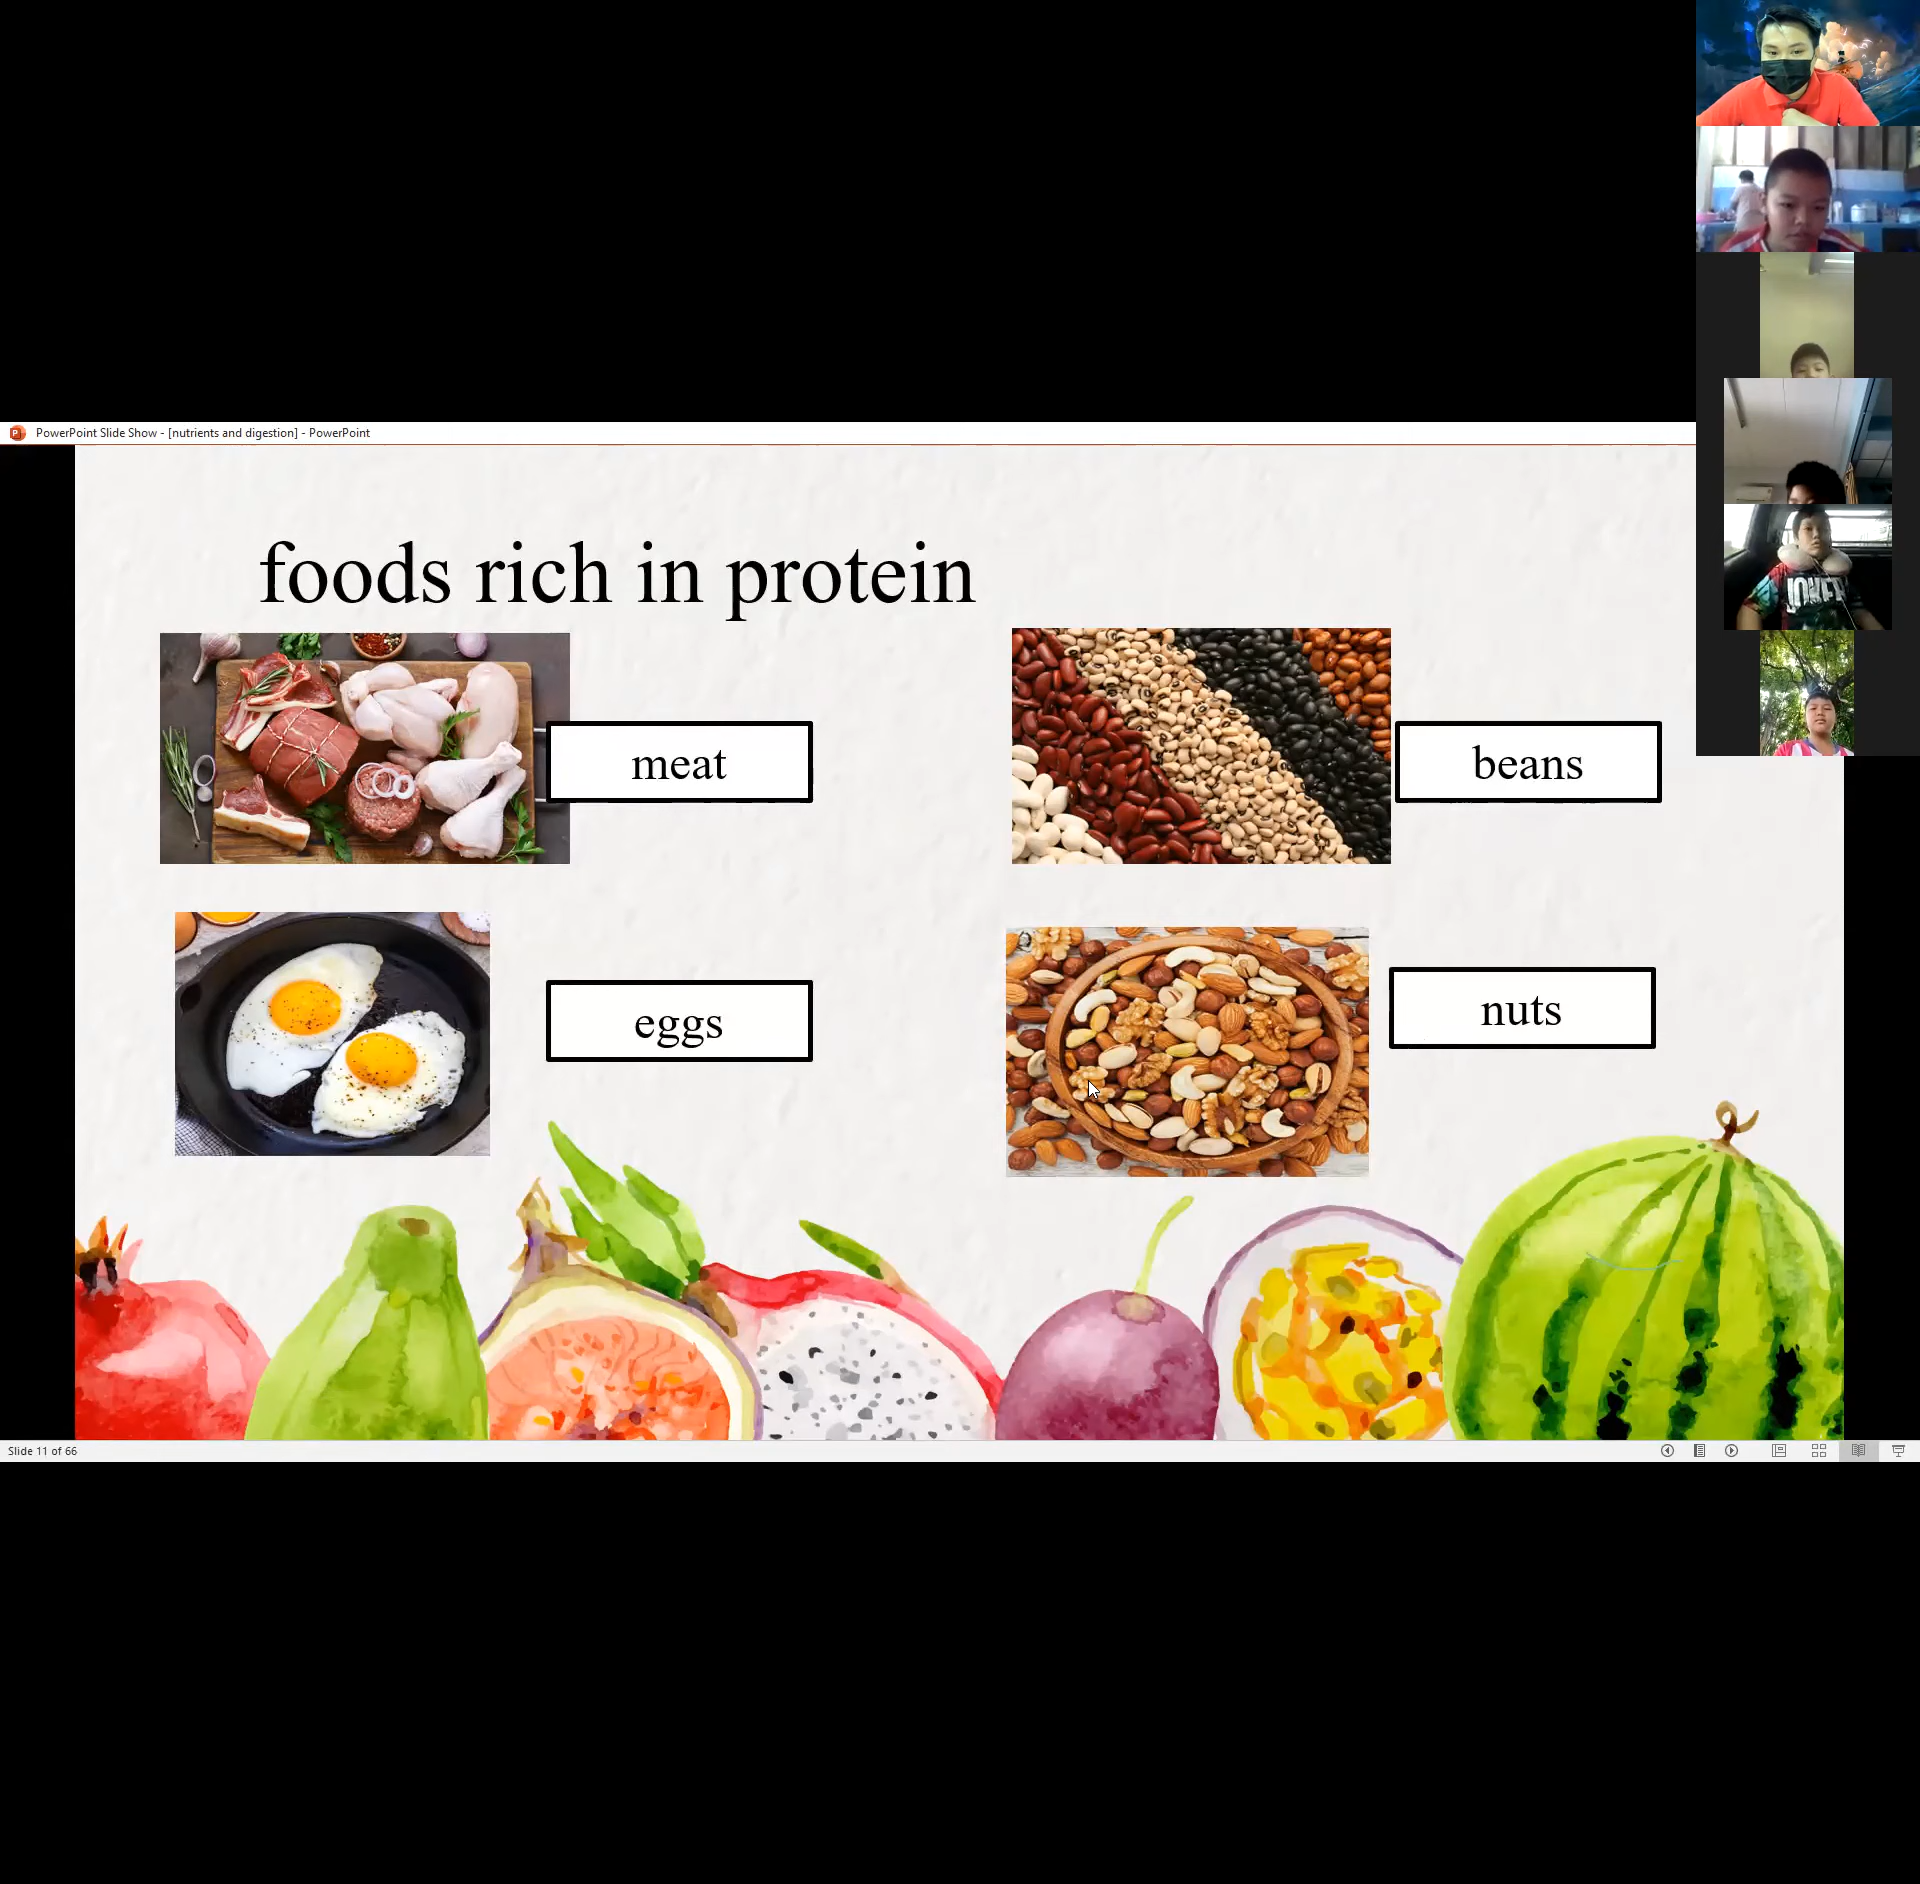 PowerPoint Slide Show - [nutrients and digestion] - PowerPoint
foods rich in protein
meat
beans
eggs
nuts
JOKER
Slide 11 of 66